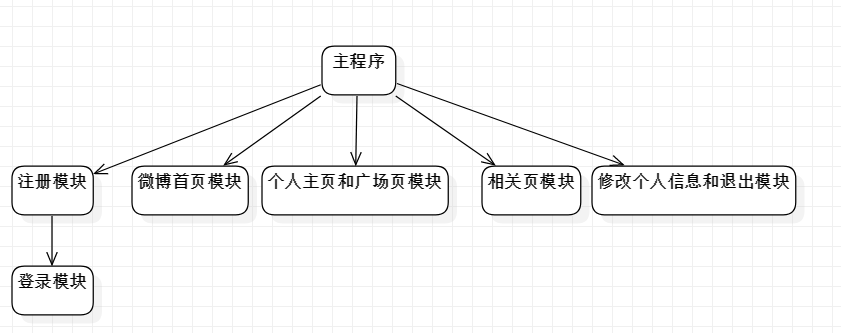 主程序
注册模块
微博首页模块
个人主页和广场页模块
相关页模块
修改个人信息和退出模块
登录模块